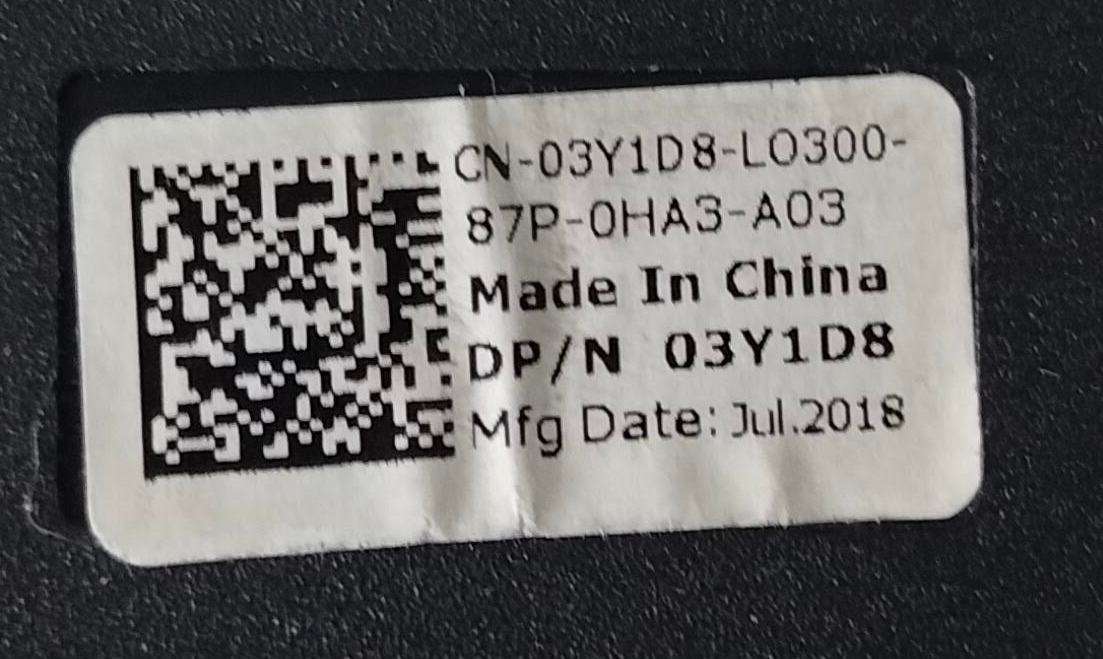 CN-03Y1D8-LO300-
87P-0HA3-A03
Made In China
DP/N 03Y1D8
Mfg Date: Jul.2018